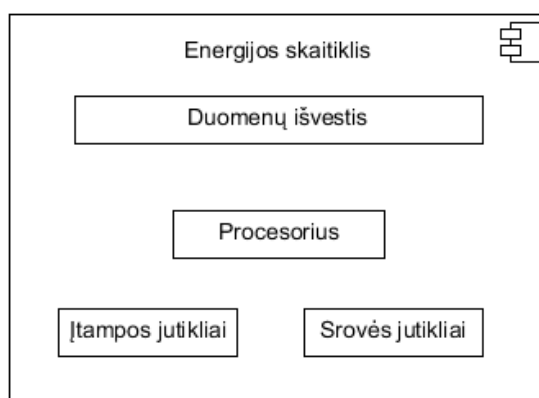 Energijos skaitiklis
Duomenų išvestis
Procesorius
Įtampos jutikliai
Srovės jutikliai